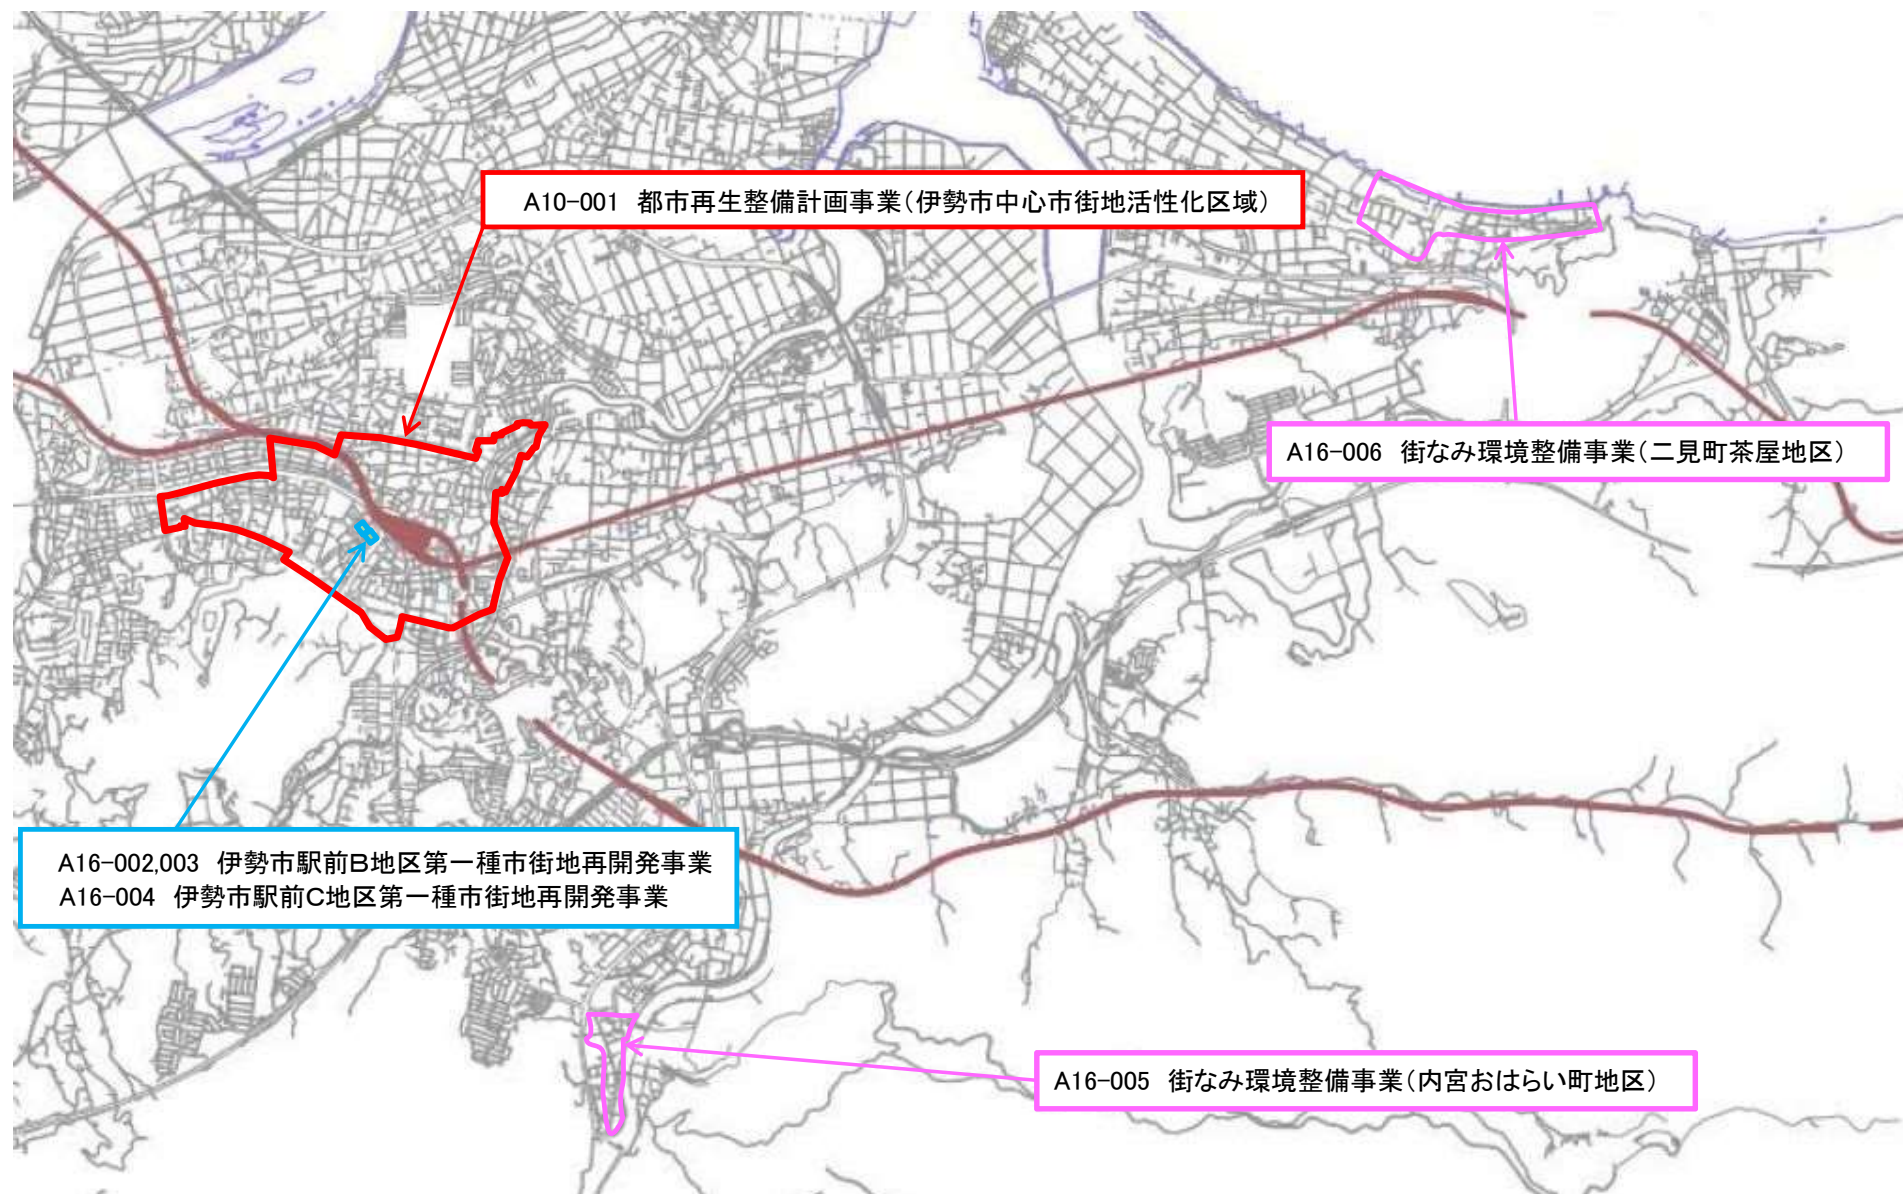 A10-001 都市再生整備計画事業(伊勢市中心市街地活性化区域)
A16-006 街なみ環境整備事業(二見町茶屋地区)
A16-002,003 伊勢市駅前B地区第一種市街地再開発事業
A16-004 伊勢市駅前C地区第一種市街地再開発事業
A16-005 街なみ環境整備事業(内宮おはらい町地区)